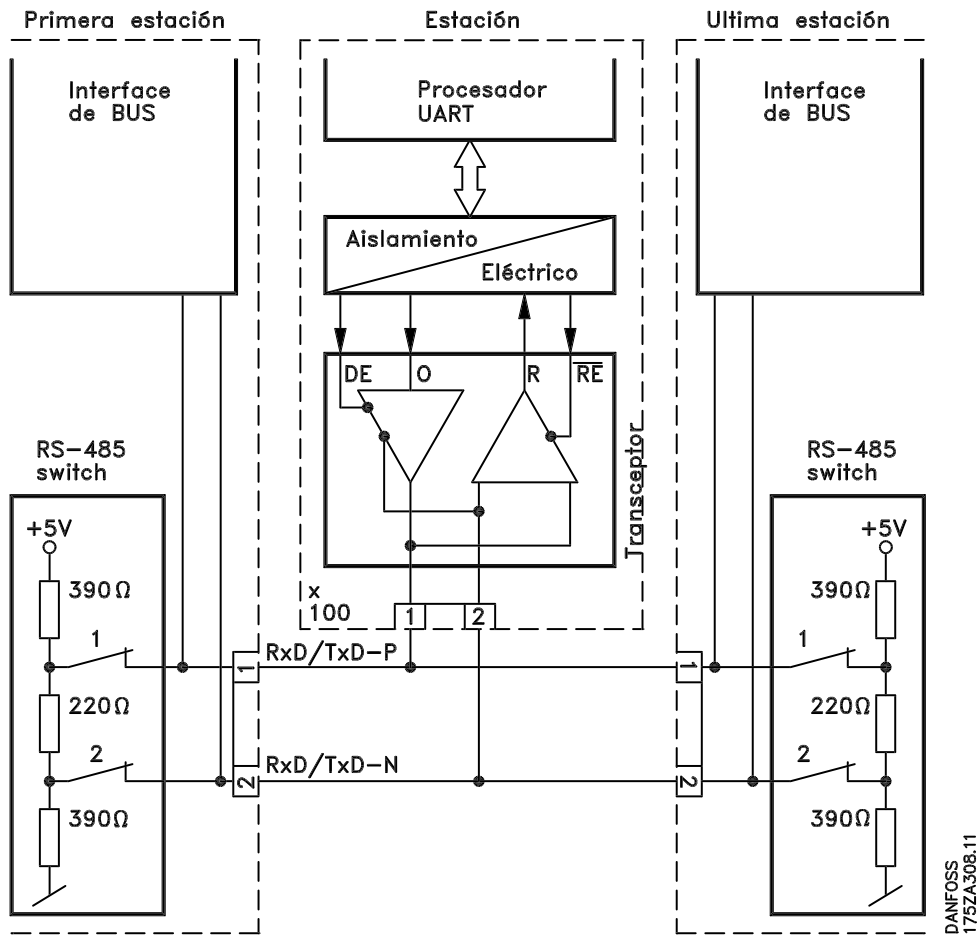 Primera estación
Estación
Ultima estación
Interface
de BUS
Procesador
UART
Interface
de BUS
Aislamiento
Eléctrico
DE
O
R
RE
Transceptor
RS-485
switch
RS-485
switch
+5V
+5V
390Ω
390Ω
x
100
1
2
1
1
RxD/TxD-P
1
1
220Ω
220Ω
2
2
RxD/TxD-N
2
2
390Ω
390Ω
DANFOSS
175ZA308.11